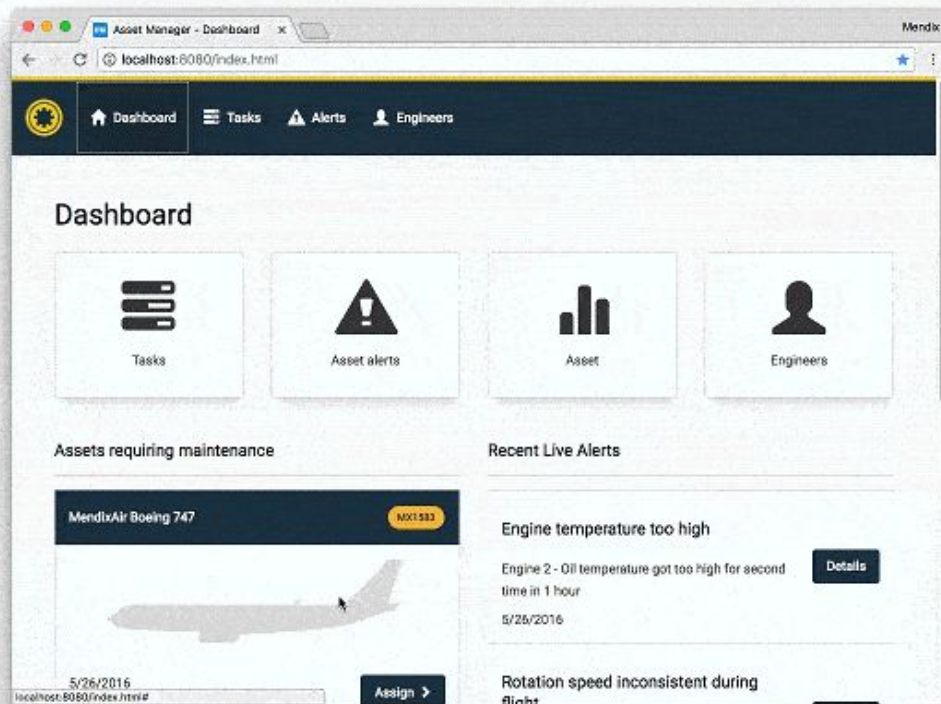 Asset Manager - Dashboard
Mendix
localhost:8080/index.html
Dashboard
Tasks
Alerts
Engineers
Dashboard
Tasks
Asset alerts
Asset
Engineers
Assets requiring maintenance
Recent Live Alerts
MendixAir Boeing 747
MX1583
Engine temperature too high
Engine 2 - Oil temperature got too high for second
time in 1 hour
5/26/2016
Details
5/26/2016
Assign
Rotation speed inconsistent during
flight
localhost:8080/index.html#